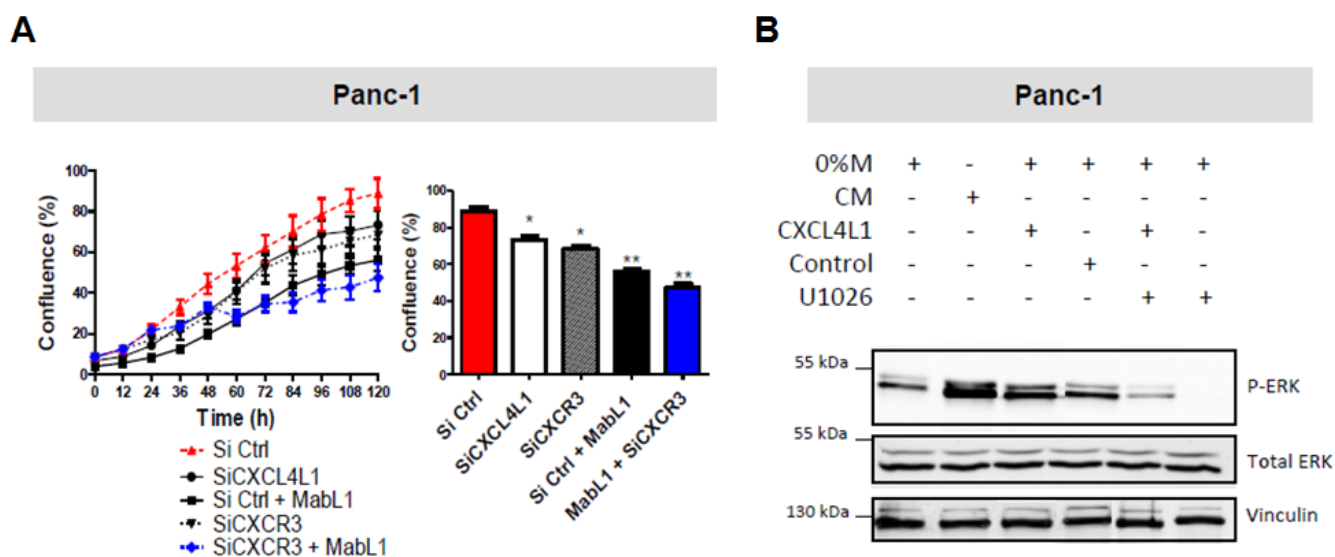 A
Panc-1
Confluence (%)
100
80
60
40
20
0
0 12 24 36 48 60 72 84 96 108 120
Time (h)
Si Ctrl
SiCXCL4L1
Si Ctrl + MabL1
SiCXCR3
SiCXCR3 + MabL1
Confluence (%)
100
80
60
40
20
0
* * ** **
Si Ctrl
SiCXCL4L1
SiCXCR3
Si Ctrl + MabL1
MabL1 + SiCXCR3
B
Panc-1
0%M + - + + + +
CM - + - - - -
CXCL4L1 - - + - + -
Control - - - + - -
U1026 - - - - + +
55 kDa
P-ERK
55 kDa
Total ERK
130 kDa
Vinculin